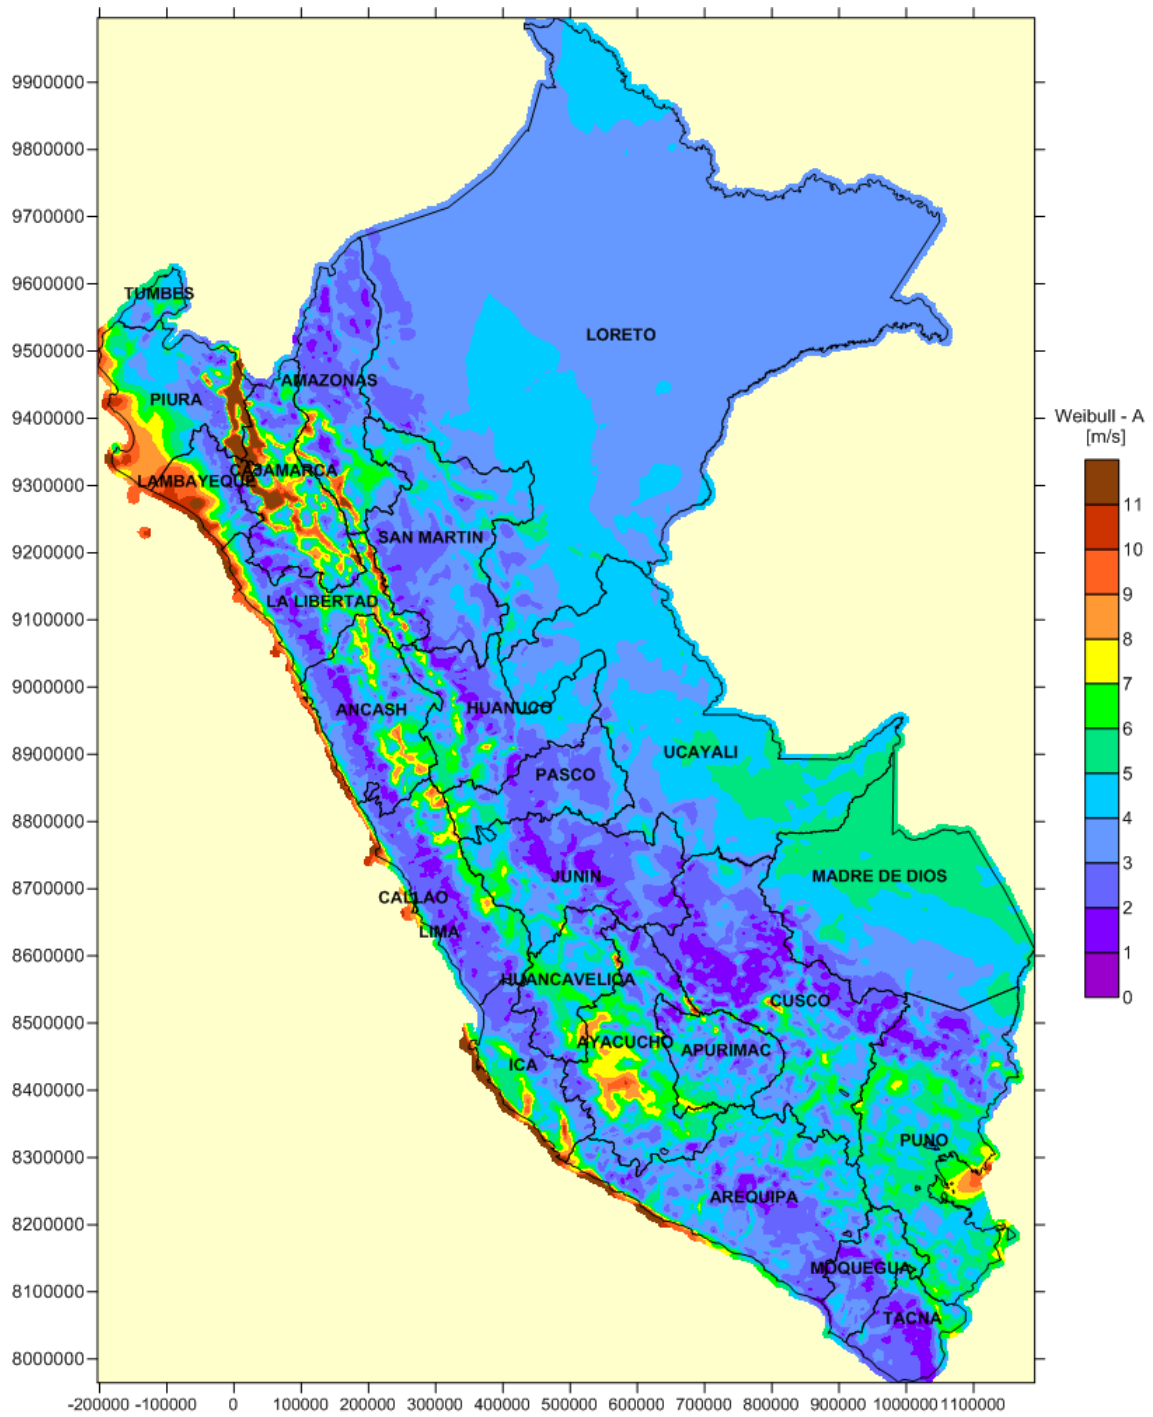 9900000
9800000
9700000
9600000
TUMBES
9500000
LORETO
AMAZONAS
PIURA
9400000
Weibull - A
[m/s]
CAJAMARCA
LAMBAYEQUE
9300000
11
10
SAN MARTIN
9200000
9
LA LIBERTAD
9100000
8
7
9000000
ANCASH
HUANUCO
6
8900000
UCAYALI
PASCO
5
8800000
4
JUNIN
MADRE DE DIOS
3
8700000
CALLAO
2
LIMA
8600000
1
HUANCAVELICA
CUSCO
0
8500000
AYACUCHO
APURIMAC
ICA
8400000
PUNO
8300000
AREQUIPA
8200000
MOQUEGUA
8100000
TACNA
8000000
-200000 -100000 0 100000 200000 300000 400000 500000 600000 700000 800000 900000 1000000 1100000